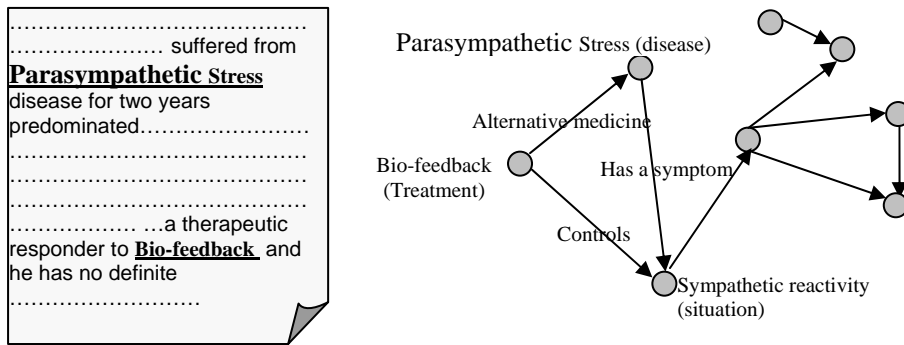 ……………………………………
…………..……… suffered from
Parasympathetic Stress
disease for two years
predominated……………………
……………………………………
……………………………………
……………………………………
……………… …a therapeutic
responder to Bio-feedback and
he has no definite
………………………
Parasympathetic Stress (disease)
Alternative medicine
Bio-feedback
(Treatment)
Has a symptom
Controls
Sympathetic reactivity
(situation)